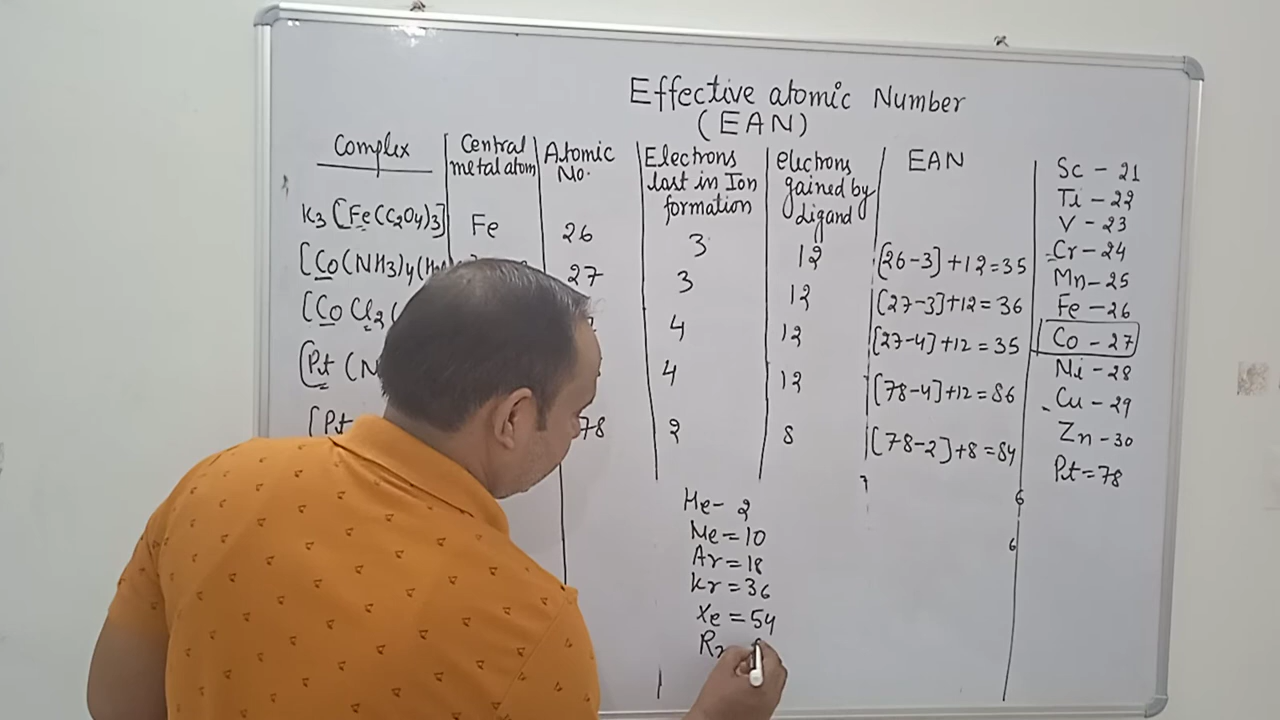 Effective atomic Number
(EAN)
Complex
Central metal atom
Atomic No.
Electrons lost in Ion formation
electrons gained by ligand
EAN
K3 [Fe(C2O4)3] Fe 26 3 12 [26-3]+12=35
[Co(NH3)4 27 3 12 [27-3]+12=36
[CoCl2 4 12 [27-4]+12=35
[Pt 4 12 [78-4]+12=86
[Pt 78 2 8 [78-2]+8=84
7
6
6
He- 2
Ne=10
Ar=18
Kr=36
Xe=54
Sc - 21
Ti - 22
V - 23
Cr - 24
Mn - 25
Fe - 26
Co - 27
Ni - 28
Cu - 29
Zn - 30
Pt=78